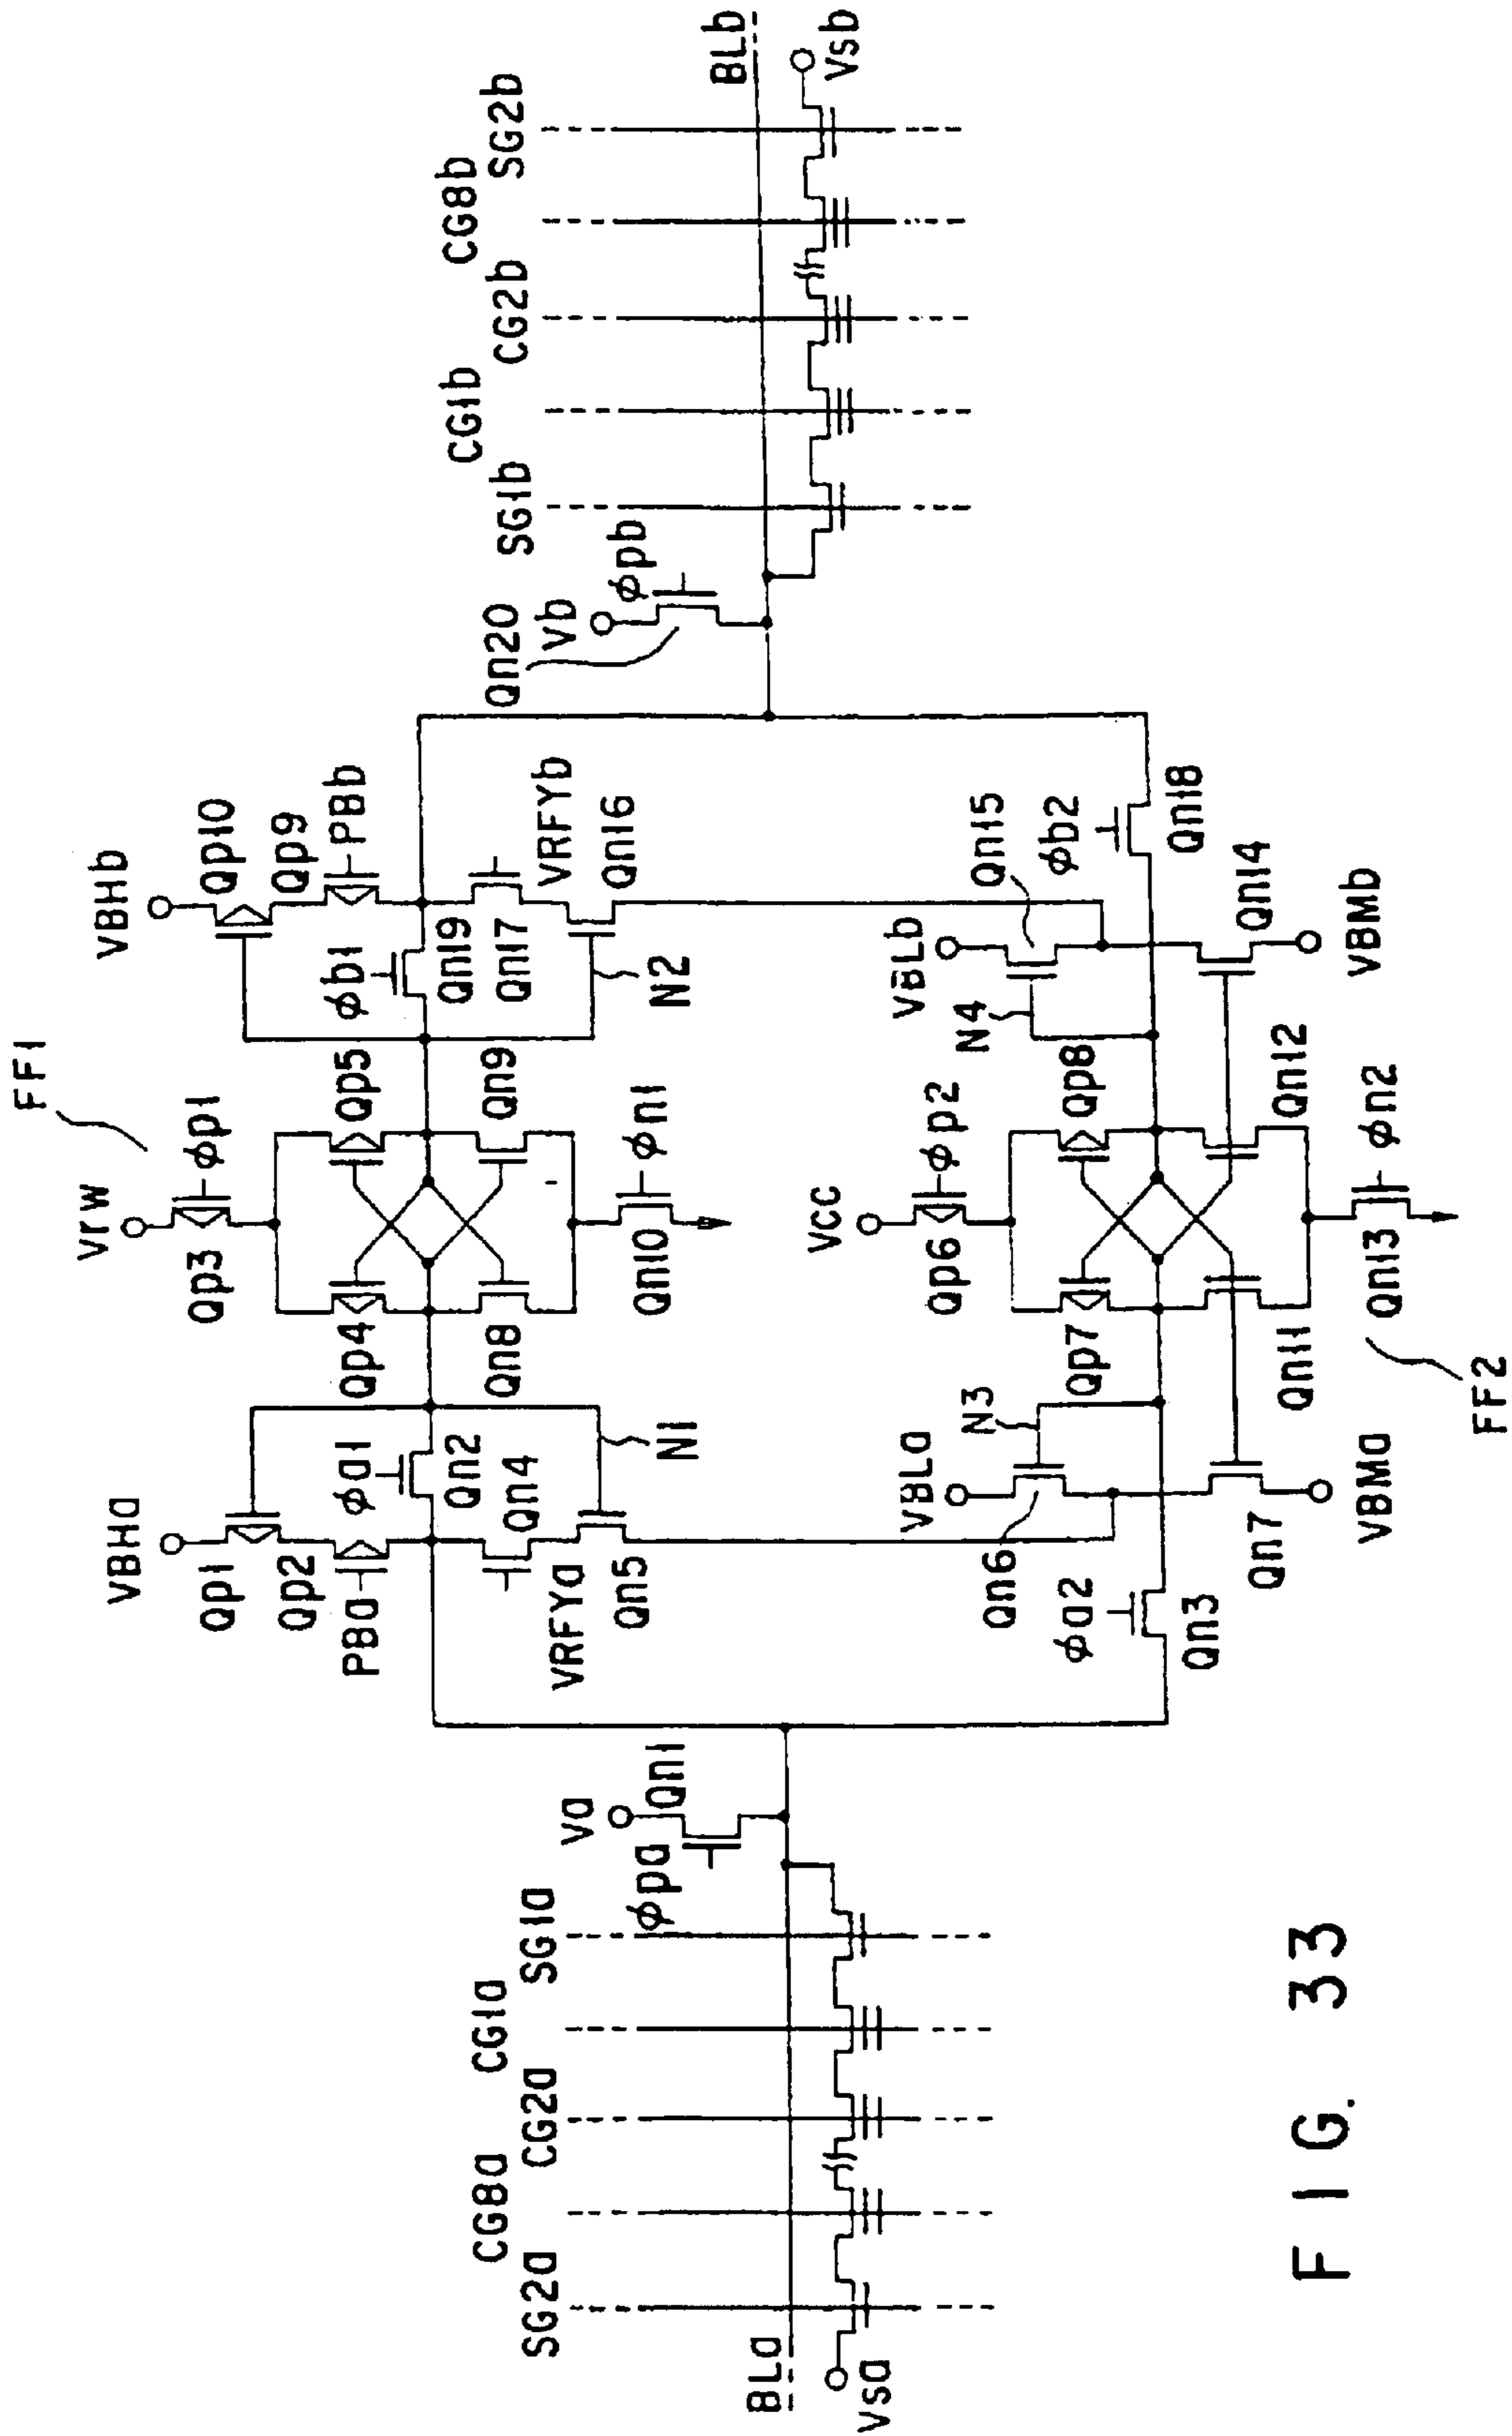 FF1
Vrw
φp1
Qp3
VBHa
Qp1
Qp2
PBa
φa1
Qn2
Qn4
VRFYa
Qn5
N1
Qp4
Qp5
Qn8
Qn9
Qn10
φn1
VBHb
Qp10
Qp9
PBb
φb1
Qn19
Qn17
VRFYb
Qn16
N2
SG2a
CG8a
CG2a
CG1a
SG1a
φpa
Va
Qn1
BLa
Vsa
Qn20
Vb
φpb
SG1b
CG1b
CG2b
CG8b
SG2b
BLb
Vsb
VBLa
N3
Qn6
φa2
Qn3
Qn7
VBMa
Vcc
φp2
Qp6
Qp7
Qp8
Qn11
Qn12
Qn13
φn2
FF2
VBLb
N4
Qn15
φb2
Qn18
Qn14
VBMb
FIG. 33